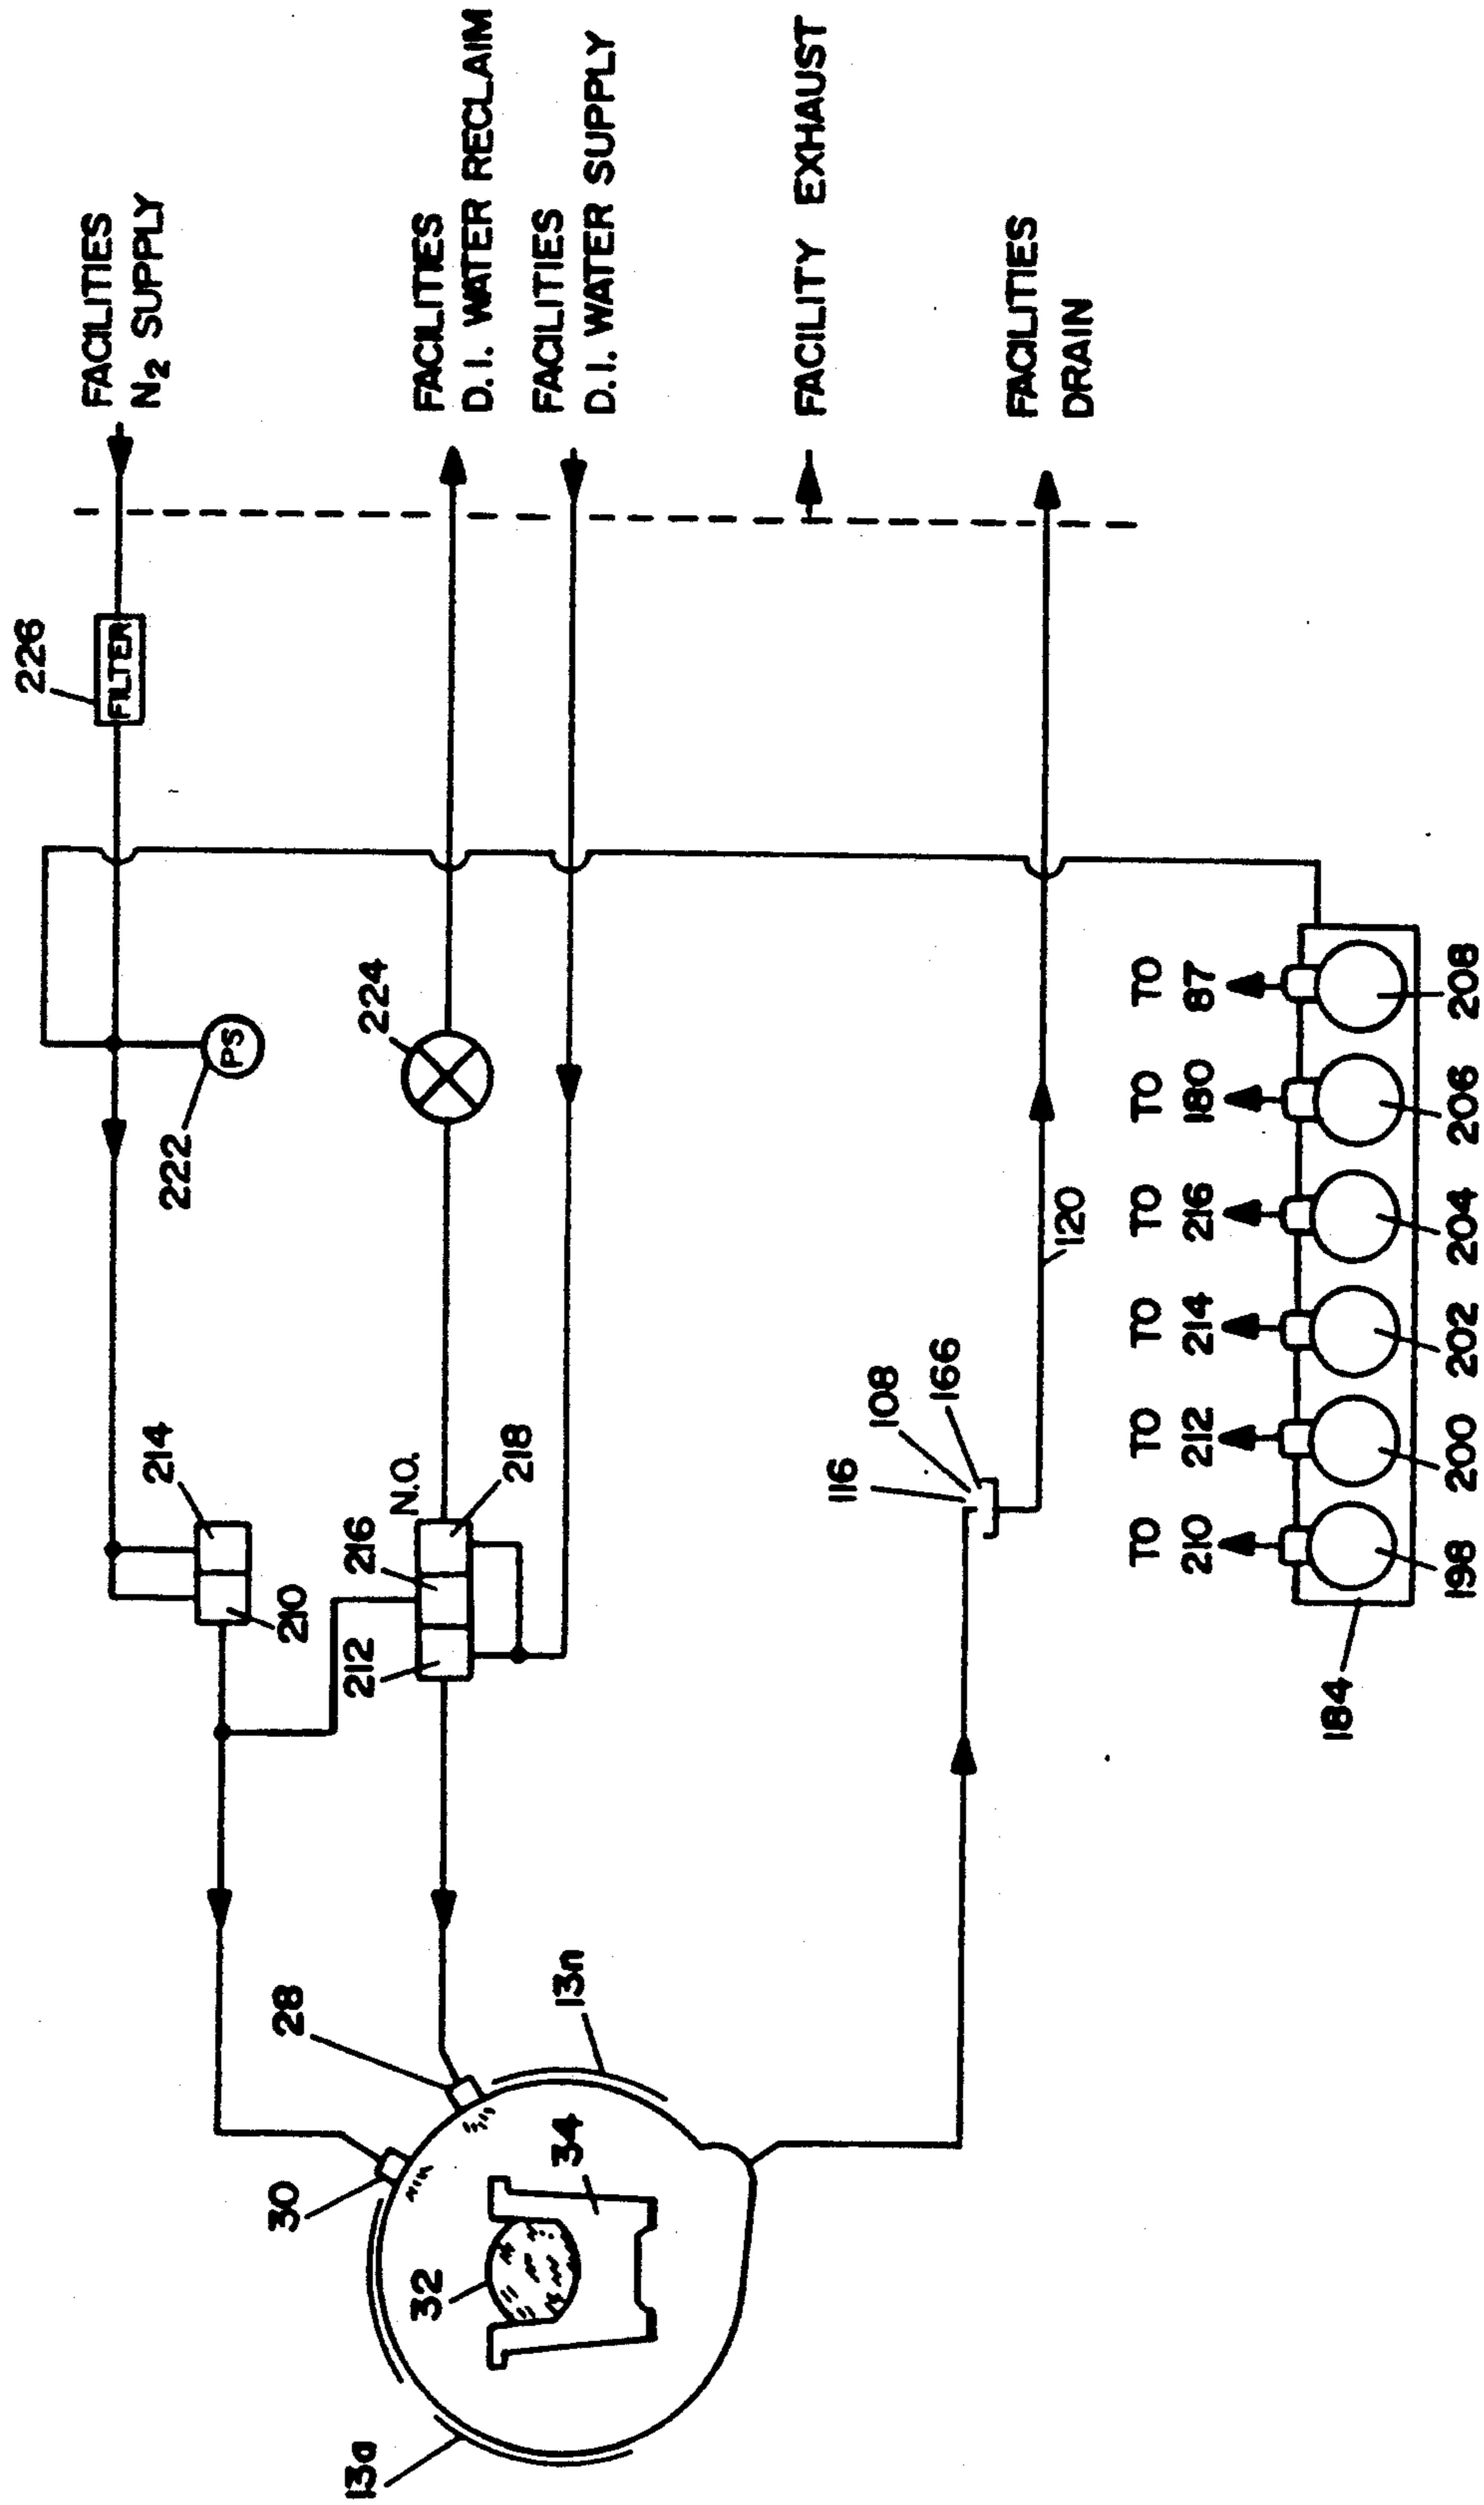 FACILITIES
N2 SUPPLY
FACILITIES
D.I. WATER RECLAIM
FACILITIES
D.I. WATER SUPPLY
FACILITY EXHAUST
FACILITIES
DRAIN
226
FILTER
222
PS
224
214
210
N.O.
216
218
212
116
108
166
120
28
30
13n
34
32
13a
TO
210
TO
212
TO
214
TO
216
TO
180
TO
87
184
198
200
202
204
206
208